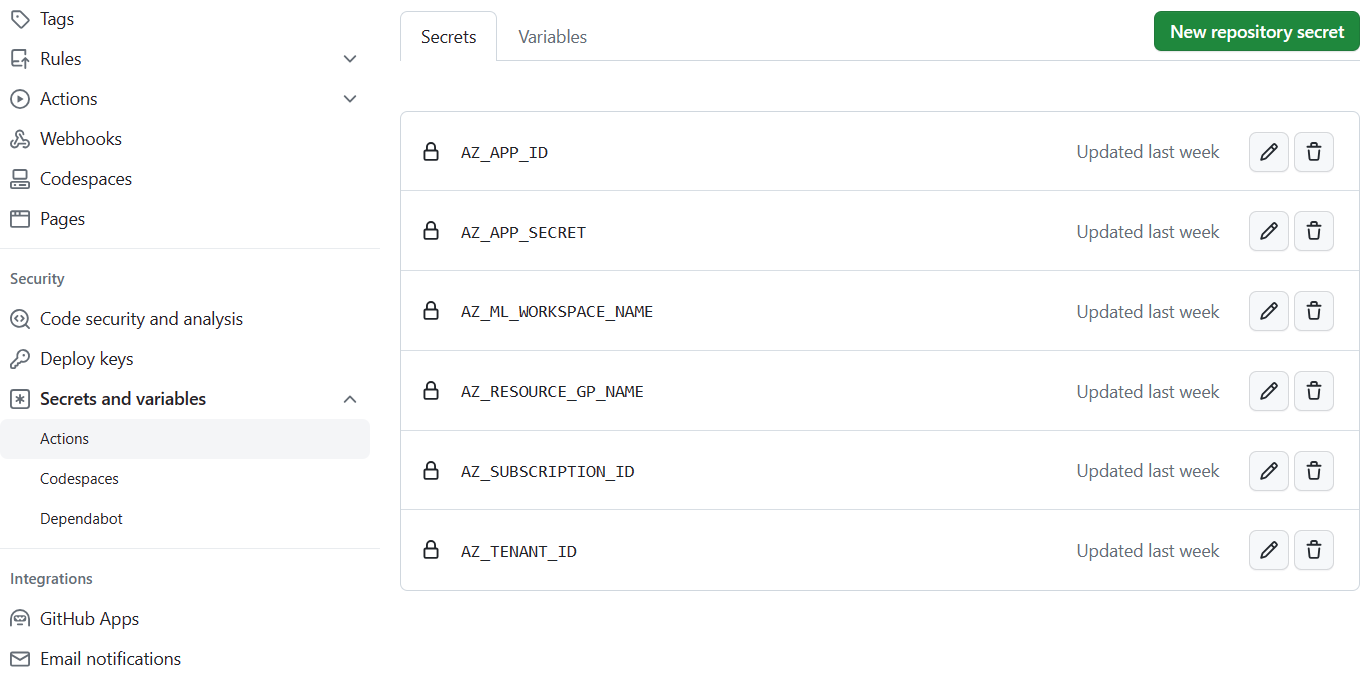 Tags
Rules
Actions
Webhooks
Codespaces
Pages
Security
Code security and analysis
Deploy keys
Secrets and variables
Actions
Codespaces
Dependabot
Integrations
GitHub Apps
Email notifications
Secrets Variables New repository secret
AZ_APP_ID Updated last week
AZ_APP_SECRET Updated last week
AZ_ML_WORKSPACE_NAME Updated last week
AZ_RESOURCE_GP_NAME Updated last week
AZ_SUBSCRIPTION_ID Updated last week
AZ_TENANT_ID Updated last week